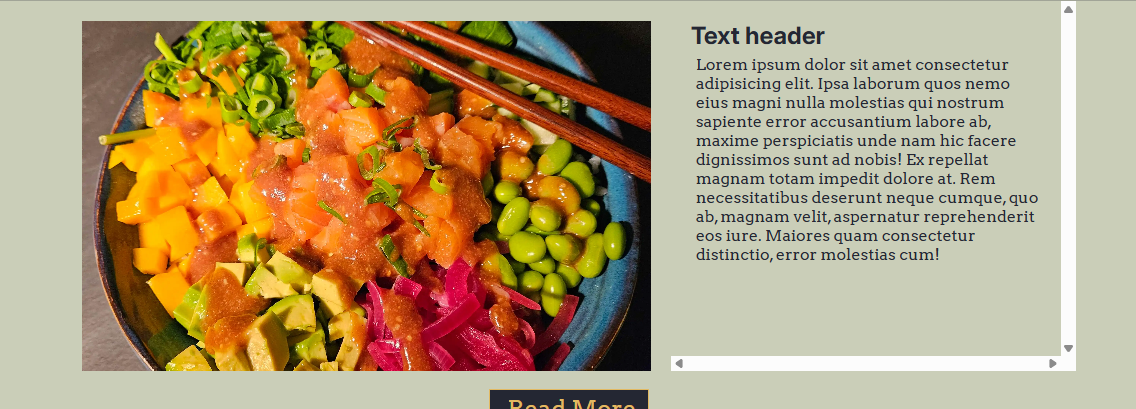 Text header
Lorem ipsum dolor sit amet consectetur
adipisicing elit. Ipsa laborum quos nemo
eius magni nulla molestias qui nostrum
sapiente error accusantium labore ab,
maxime perspiciatis unde nam hic facere
dignissimos sunt ad nobis! Ex repellat
magnam totam impedit dolore at. Rem
necessitatibus deserunt neque cumque, quo
ab, magnam velit, aspernatur reprehenderit
eos iure. Maiores quam consectetur
distinctio, error molestias cum!
Read More